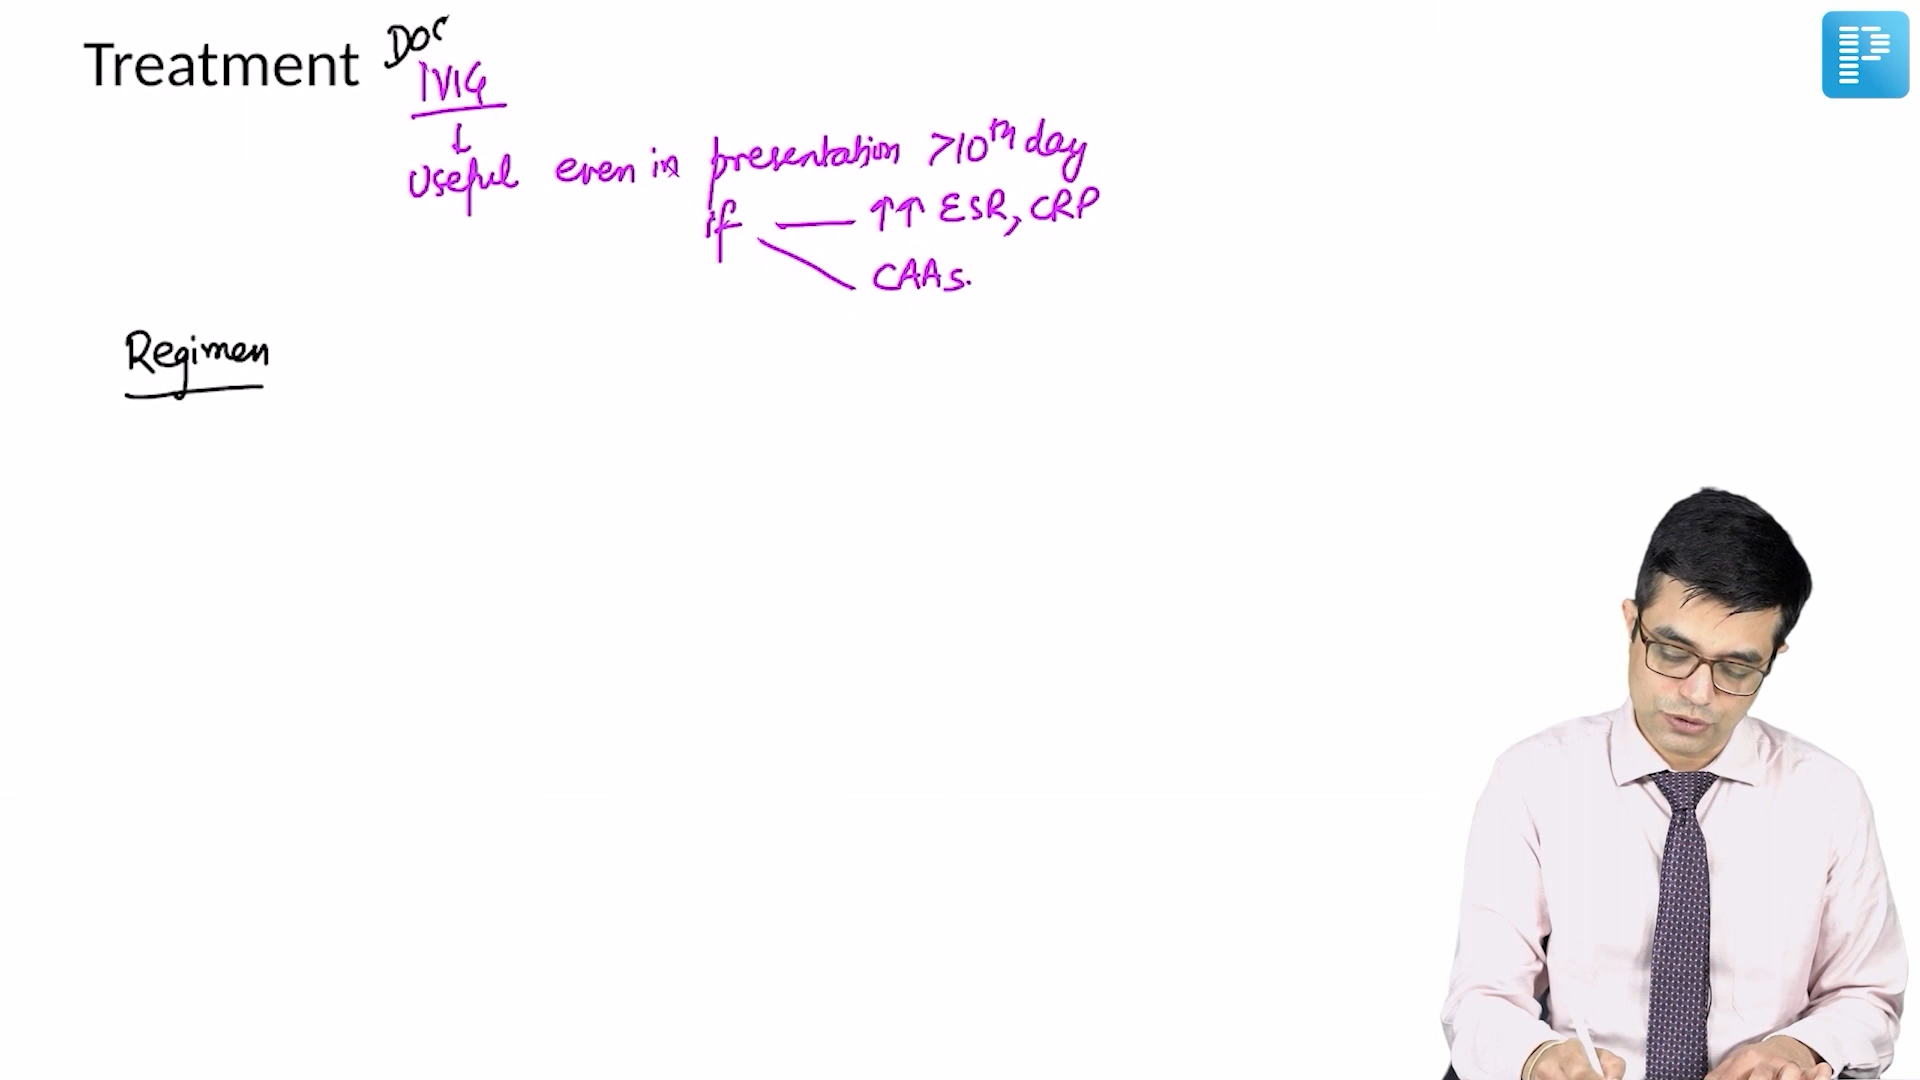 Treatment DOC
IVIG
↓
Useful even in presentation >10th day
if — ↑↑ ESR, CRP
CAAs.
Regimen